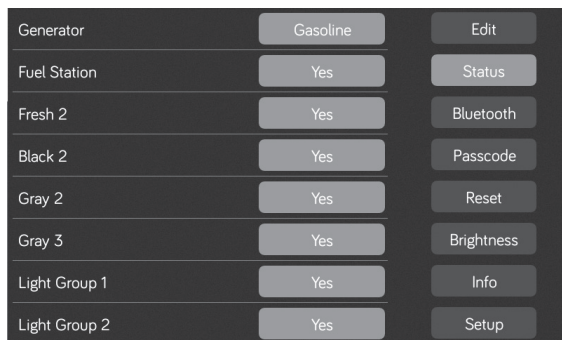 Generator Gasoline Edit
Fuel Station Yes Status
Fresh 2 Yes Bluetooth
Black 2 Yes Passcode
Gray 2 Yes Reset
Gray 3 Yes Brightness
Light Group 1 Yes Info
Light Group 2 Yes Setup